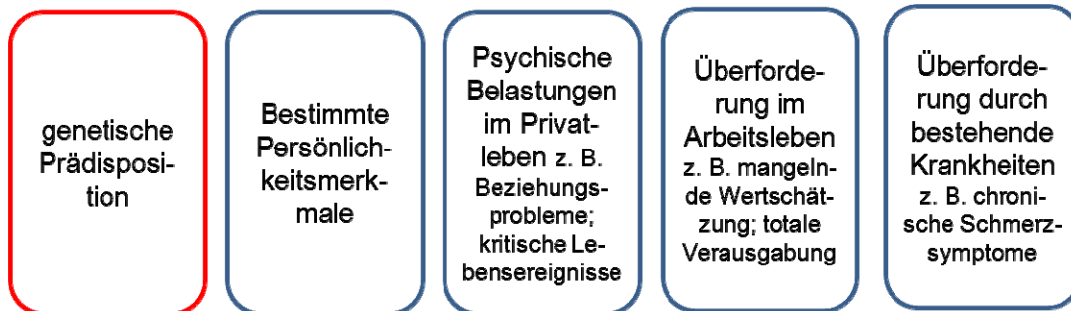 genetische
Prädisposi-
tion
Bestimmte
Persönlich-
keitsmerk-
male
Psychische
Belastungen
im Privat-
leben z. B.
Beziehungs-
probleme;
kritische Le-
bensereignisse
Überforde-
rung im
Arbeitsleben
z. B. mangeln-
de Wertschät-
zung; totale
Verausgabung
Überforde-
rung durch
bestehende
Krankheiten
z. B. chroni-
sche Schmerz-
symptome